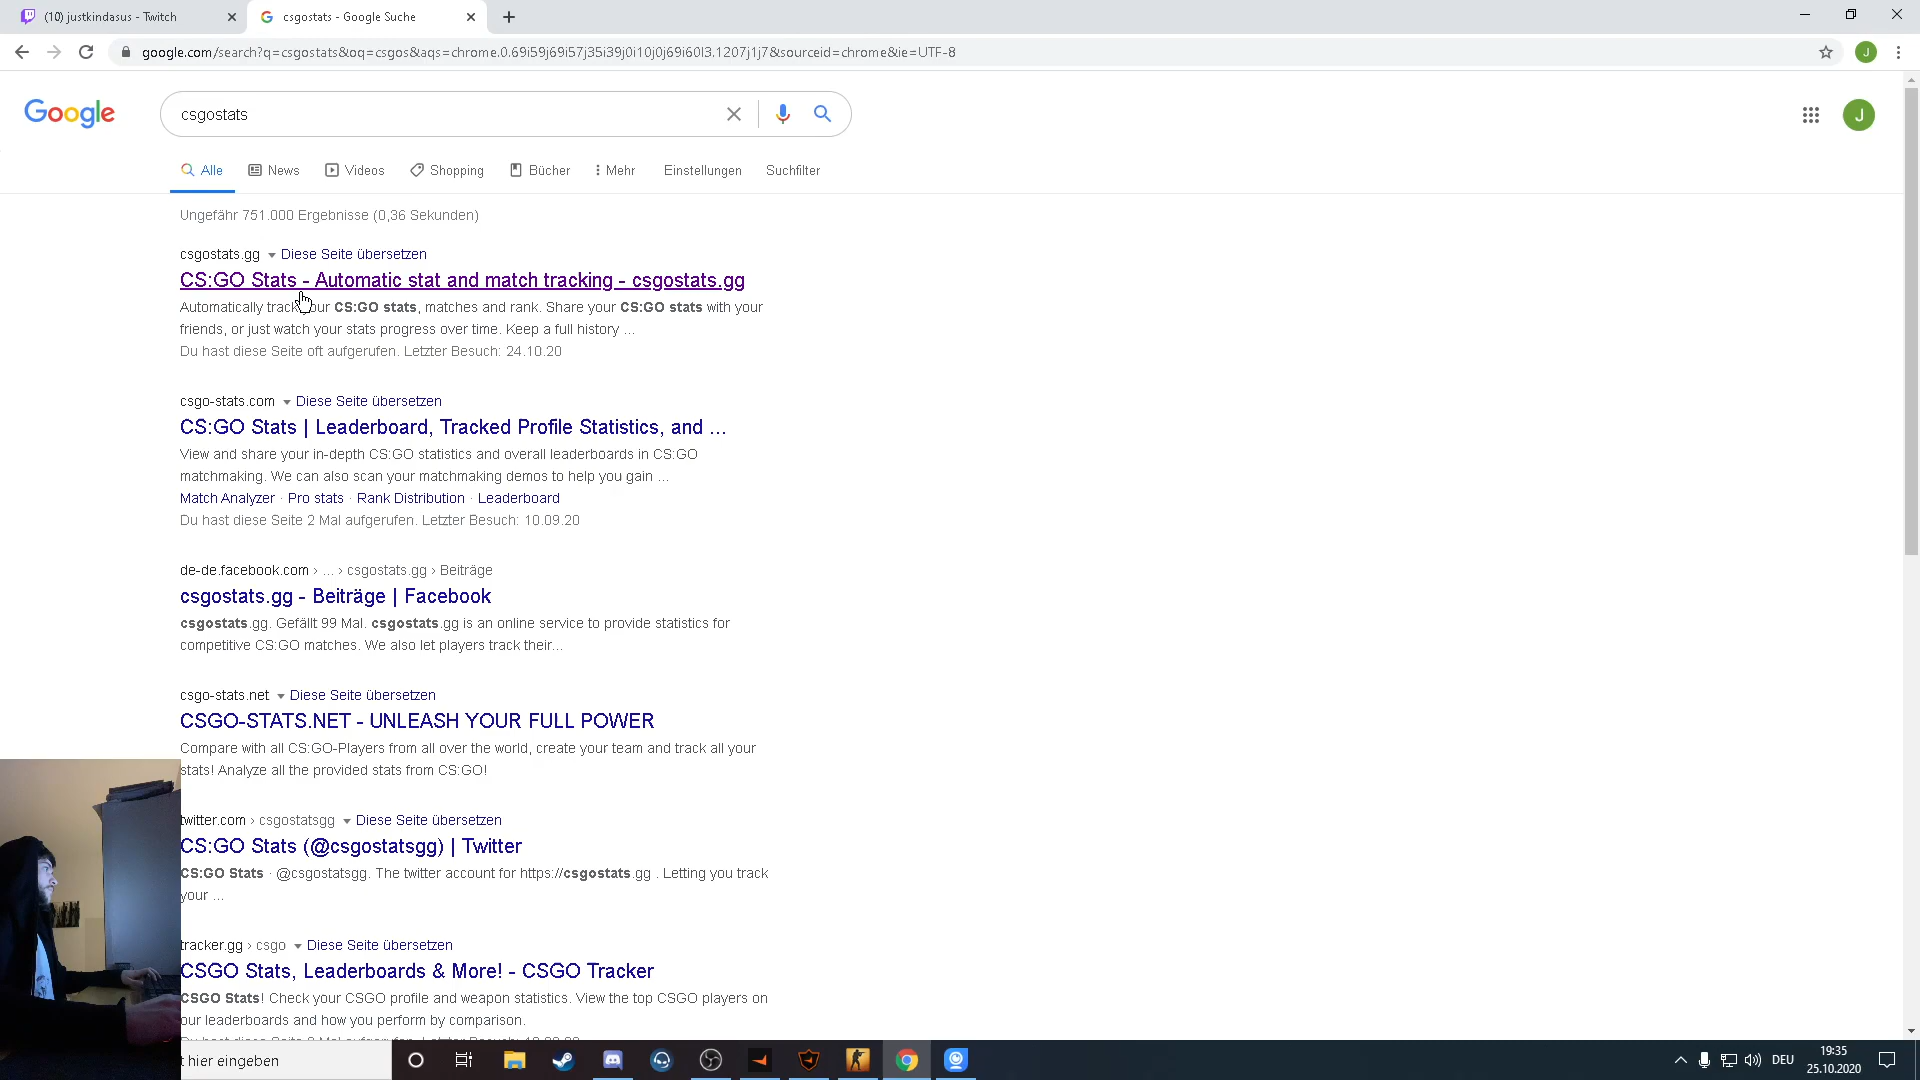 (10) justkindasus - Twitch
csgostats - Google Suche
google.com/search?q=csgostats&oq=csgos&aqs=chrome.0.69i59j69i57j35i39j0i10j0j69i60l3.1207j1j7&sourceid=chrome&ie=UTF-8
J
Google
csgostats
J
Alle
News
Videos
Shopping
Bücher
Mehr
Einstellungen
Suchfilter
Ungefähr 751.000 Ergebnisse (0,36 Sekunden)
csgostats.gg Diese Seite übersetzen
CS:GO Stats - Automatic stat and match tracking - csgostats.gg
Automatically track your CS:GO stats, matches and rank. Share your CS:GO stats with your
friends, or just watch your stats progress over time. Keep a full history ...
Du hast diese Seite oft aufgerufen. Letzter Besuch: 24.10.20
csgo-stats.com Diese Seite übersetzen
CS:GO Stats | Leaderboard, Tracked Profile Statistics, and ...
View and share your in-depth CS:GO statistics and overall leaderboards in CS:GO
matchmaking. We can also scan your matchmaking demos to help you gain ...
Match Analyzer · Pro stats · Rank Distribution · Leaderboard
Du hast diese Seite 2 Mal aufgerufen. Letzter Besuch: 10.09.20
de-de.facebook.com › ... › csgostats.gg › Beiträge
csgostats.gg - Beiträge | Facebook
csgostats.gg. Gefällt 99 Mal. csgostats.gg is an online service to provide statistics for
competitive CS:GO matches. We also let players track their...
csgo-stats.net Diese Seite übersetzen
CSGO-STATS.NET - UNLEASH YOUR FULL POWER
Compare with all CS:GO-Players from all over the world, create your team and track all your
stats! Analyze all the provided stats from CS:GO!
twitter.com › csgostatsgg Diese Seite übersetzen
CS:GO Stats (@csgostatsgg) | Twitter
CS:GO Stats · @csgostatsgg. The twitter account for https://csgostats.gg . Letting you track
your ...
tracker.gg › csgo Diese Seite übersetzen
CSGO Stats, Leaderboards & More! - CSGO Tracker
CSGO Stats! Check your CSGO profile and weapon statistics. View the top CSGO players on
our leaderboards and how you perform by comparison.
t hier eingeben
DEU
19:35
25.10.2020